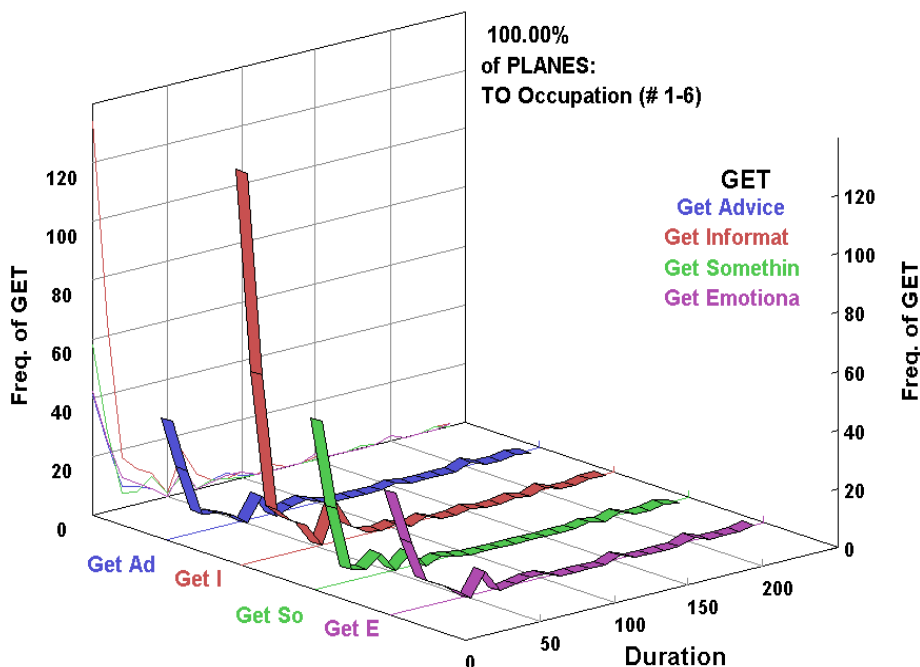 100.00%
of PLANES:
TO Occupation (# 1-6)
GET
Get Advice
Get Informat
Get Somethin
Get Emotiona
Freq. of GET
120
100
80
60
40
20
0
Freq. of GET
120
100
80
60
40
20
0
Get Ad
Get I
Get So
Get E
0
50
100
150
200
Duration